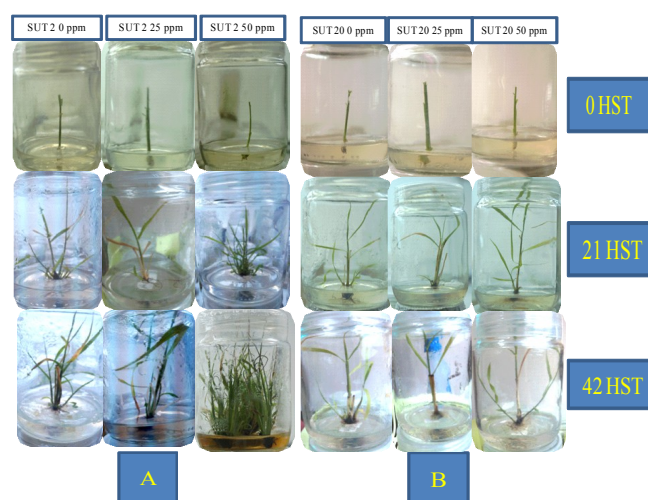 SUT 2 0 ppm
SUT 2 25 ppm
SUT 2 50 ppm
SUT 20 0 ppm
SUT 20 25 ppm
SUT 20 50 ppm
0 HST
21 HST
42 HST
A
B